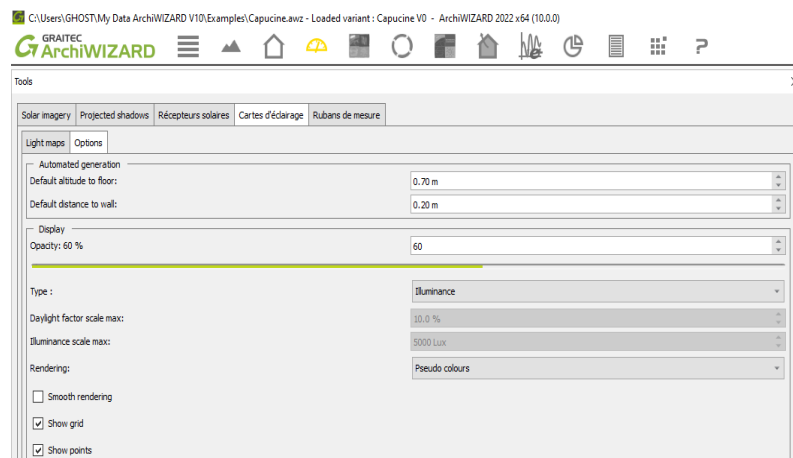 C:\Users\GHOST\My Data ArchiWIZARD V10\Examples\Capucine.awz - Loaded variant : Capucine V0 - ArchiWIZARD 2022 x64 (10.0.0)
GRAITEC
ArchiWIZARD
Tools
Solar imagery Projected shadows Récepteurs solaires Cartes d'éclairage Rubans de mesure
Light maps Options
Automated generation
Default altitude to floor: 0.70 m
Default distance to wall: 0.20 m
Display
Opacity: 60 % 60
Type : Illuminance
Daylight factor scale max: 10.0 %
Illuminance scale max: 5000 Lux
Rendering: Pseudo colours
Smooth rendering
Show grid
Show points